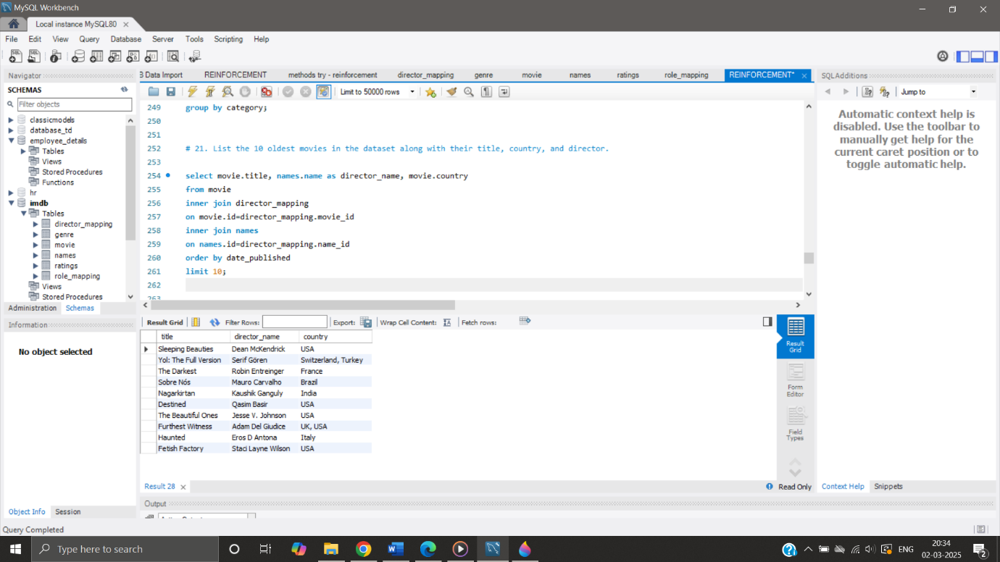 MySQL Workbench
Local instance MySQL80
File Edit View Query Database Server Tools Scripting Help
Navigator
SCHEMAS
Filter objects
classicmodels
database_td
employee_details
Tables
Views
Stored Procedures
Functions
hr
imdb
Tables
director_mapping
genre
movie
names
ratings
role_mapping
Views
Stored Procedures
Administration Schemas
Information
No object selected
Object Info Session
B Data Import REINFORCEMENT methods try - reinforcement director_mapping genre movie names ratings role_mapping REINFORCEMENT*
Limit to 50000 rows
249 group by category;
250
251
252 # 21. List the 10 oldest movies in the dataset along with their title, country, and director.
253
254 select movie.title, names.name as director_name, movie.country
255 from movie
256 inner join director_mapping
257 on movie.id=director_mapping.movie_id
258 inner join names
259 on names.id=director_mapping.name_id
260 order by date_published
261 limit 10;
262
263
Result Grid Filter Rows: Export: Wrap Cell Content: Fetch rows:
title director_name country
Sleeping Beauties Dean McKendrick USA
Yol: The Full Version Serif Gören Switzerland, Turkey
The Darkest Robin Entreinger France
Sobre Nós Mauro Carvalho Brazil
Nagarkirtan Kaushik Ganguly India
Destined Qasim Basir USA
The Beautiful Ones Jesse V. Johnson USA
Furthest Witness Adam Del Giudice UK, USA
Haunted Eros D Antona Italy
Fetish Factory Staci Layne Wilson USA
Result Grid
Form Editor
Field Types
Result 28
Read Only
Output
SQLAdditions
Jump to
Automatic context help is
disabled. Use the toolbar to
manually get help for the
current caret position or to
toggle automatic help.
Context Help Snippets
Query Completed
Type here to search
ENG
20:34
02-03-2025
2